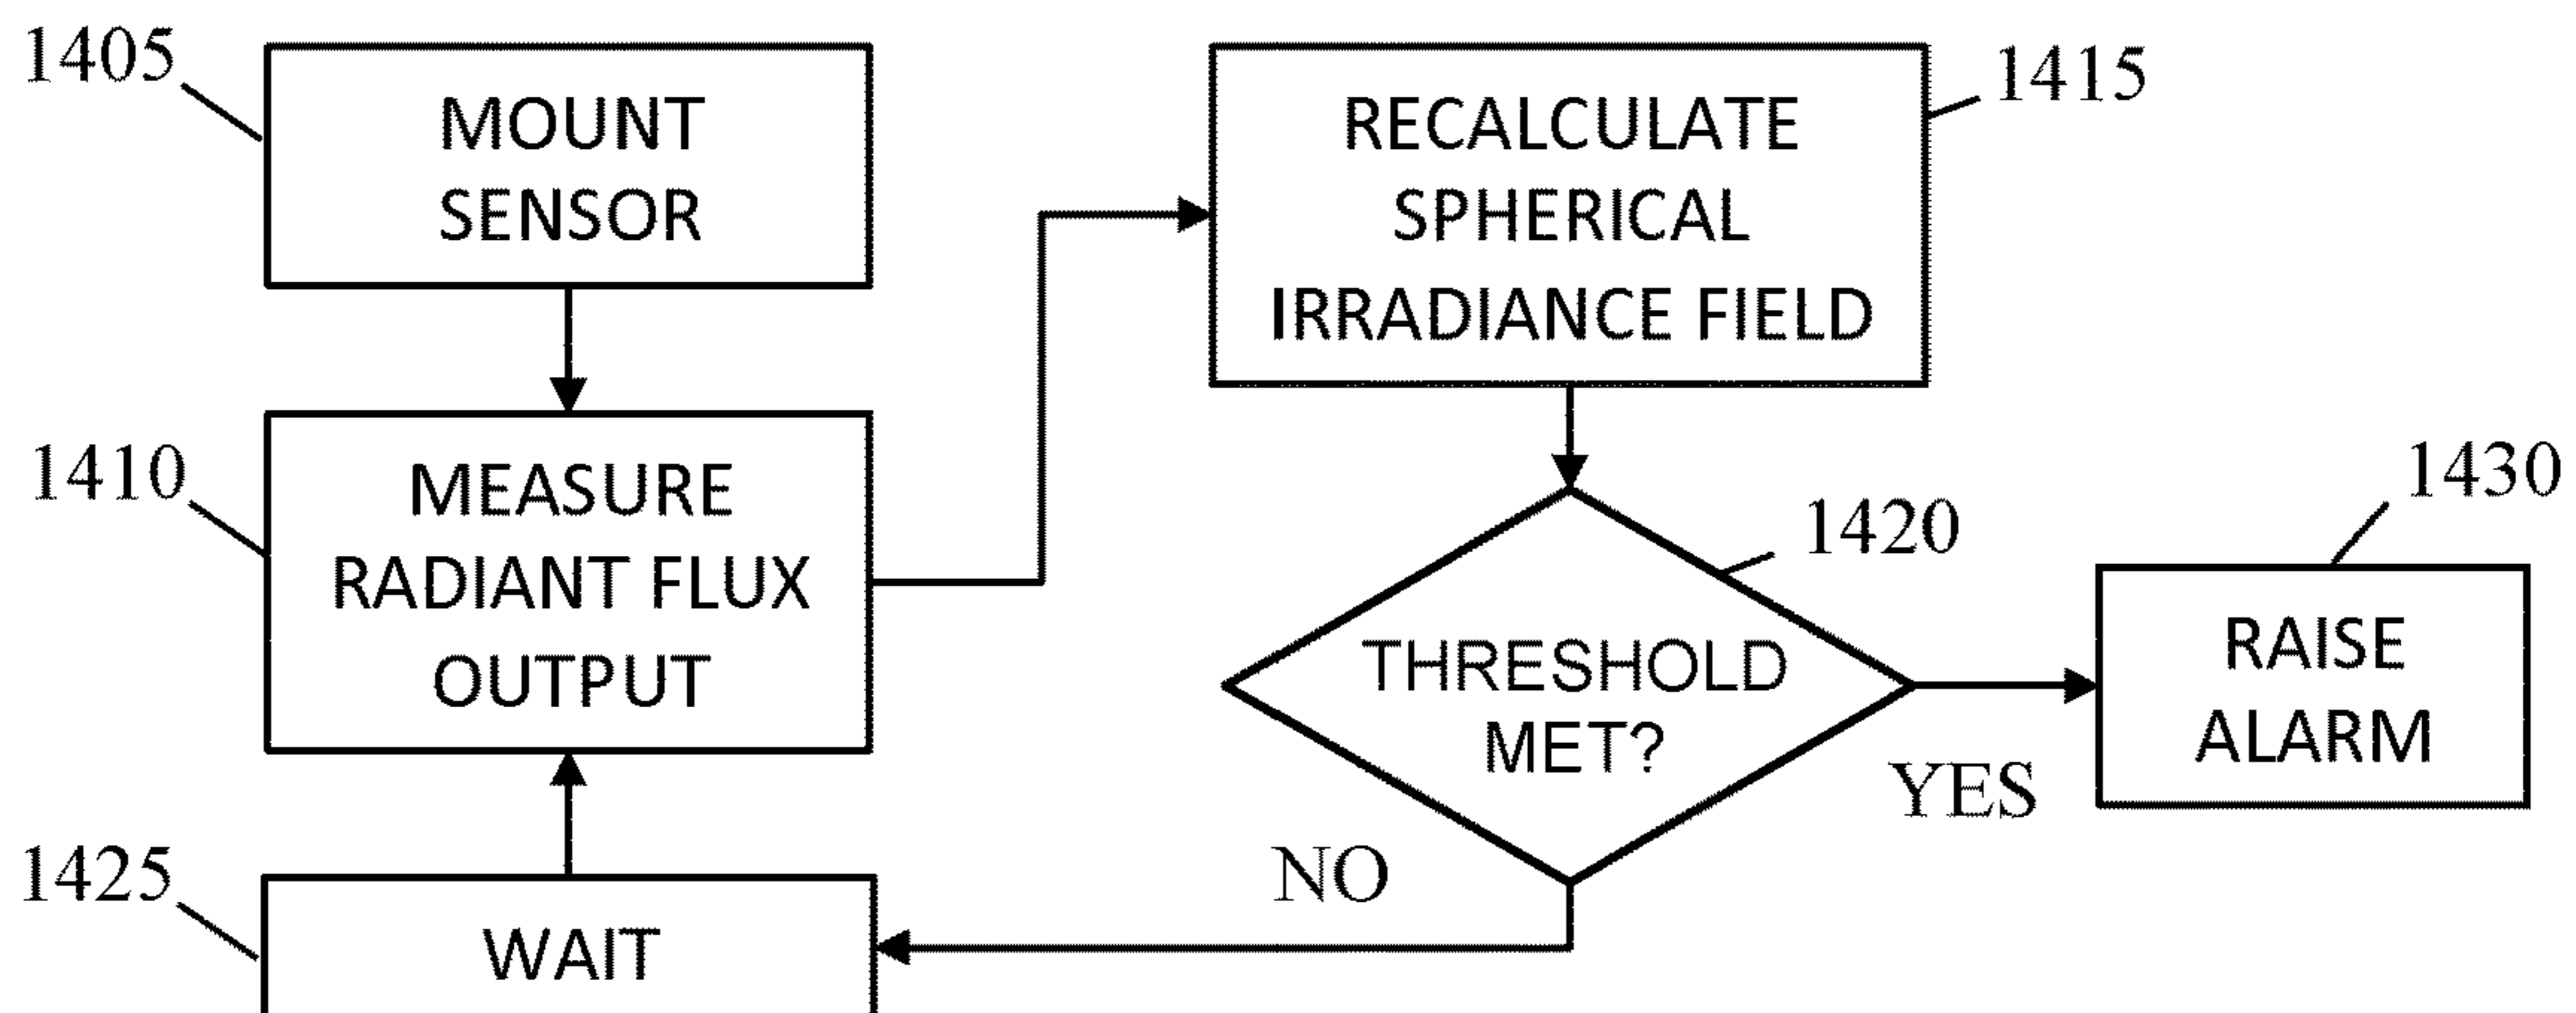 1405
MOUNT
SENSOR
1410
MEASURE
RADIANT FLUX
OUTPUT
1415
RECALCULATE
SPHERICAL
IRRADIANCE FIELD
1420
THRESHOLD
MET?
YES
1430
RAISE
ALARM
NO
1425
WAIT